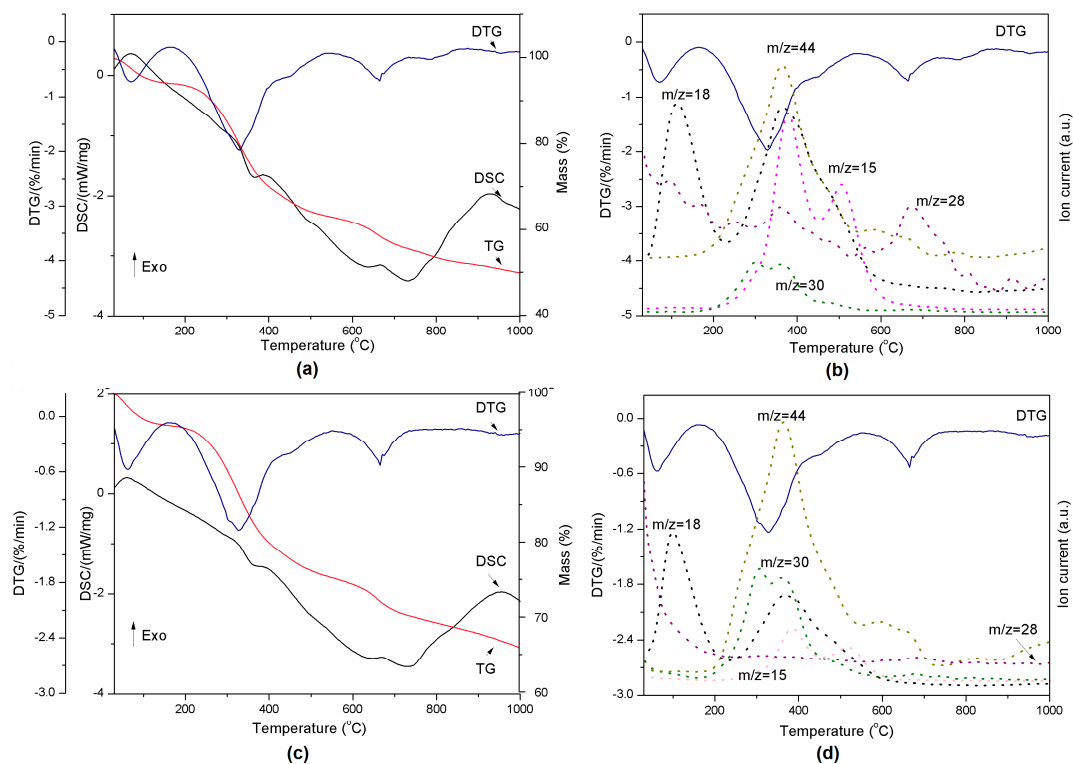 DTG
DSC
TG
Exo
0
-1
-2
-3
-4
-5
DTG/(%/min)
0
-2
-4
DSC/(mW/mg)
100
80
60
40
Mass (%)
200 400 600 800 1000
Temperature (°C)
(a)
DTG
m/z=44
m/z=18
m/z=15
m/z=28
m/z=30
0
-1
-2
-3
-4
-5
DTG/(%/min)
Ion current (a.u.)
200 400 600 800 1000
Temperature (°C)
(b)
DTG
DSC
TG
Exo
0.0
-0.6
-1.2
-1.8
-2.4
-3.0
DTG/(%/min)
2
0
-2
-4
DSC/(mW/mg)
100
90
80
70
60
Mass (%)
200 400 600 800 1000
Temperature (°C)
(c)
m/z=44
DTG
m/z=18
m/z=30
m/z=28
m/z=15
0.0
-0.6
-1.2
-1.8
-2.4
-3.0
DTG/(%/min)
Ion current (a.u.)
200 400 600 800 1000
Temperature (°C)
(d)